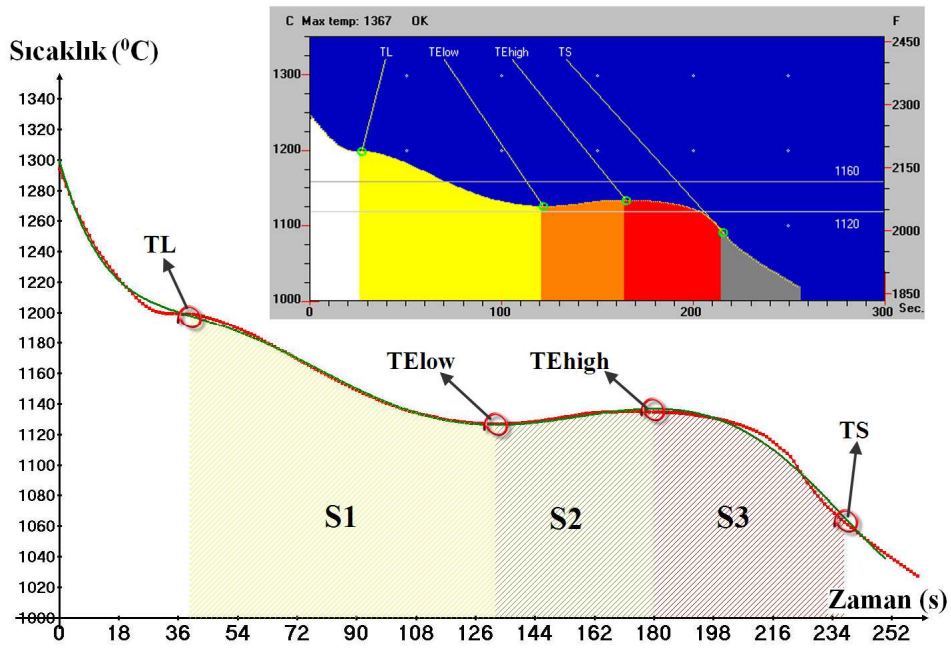 C Max temp: 1367 OK F
Sıcaklık (⁰C)
TL TElow TEhigh TS
2450
1300
2300
1200
2150
1160
1100
1120
2000
1000
1850
0 100 200 300
Sec.
1340
1320
1300
1280
1260
1240
1220
1200
1180
1160
1140
1120
1100
1080
1060
1040
1020
1000
TL
TElow
TEhigh
TS
S1
S2
S3
Zaman (s)
0 18 36 54 72 90 108 126 144 162 180 198 216 234 252